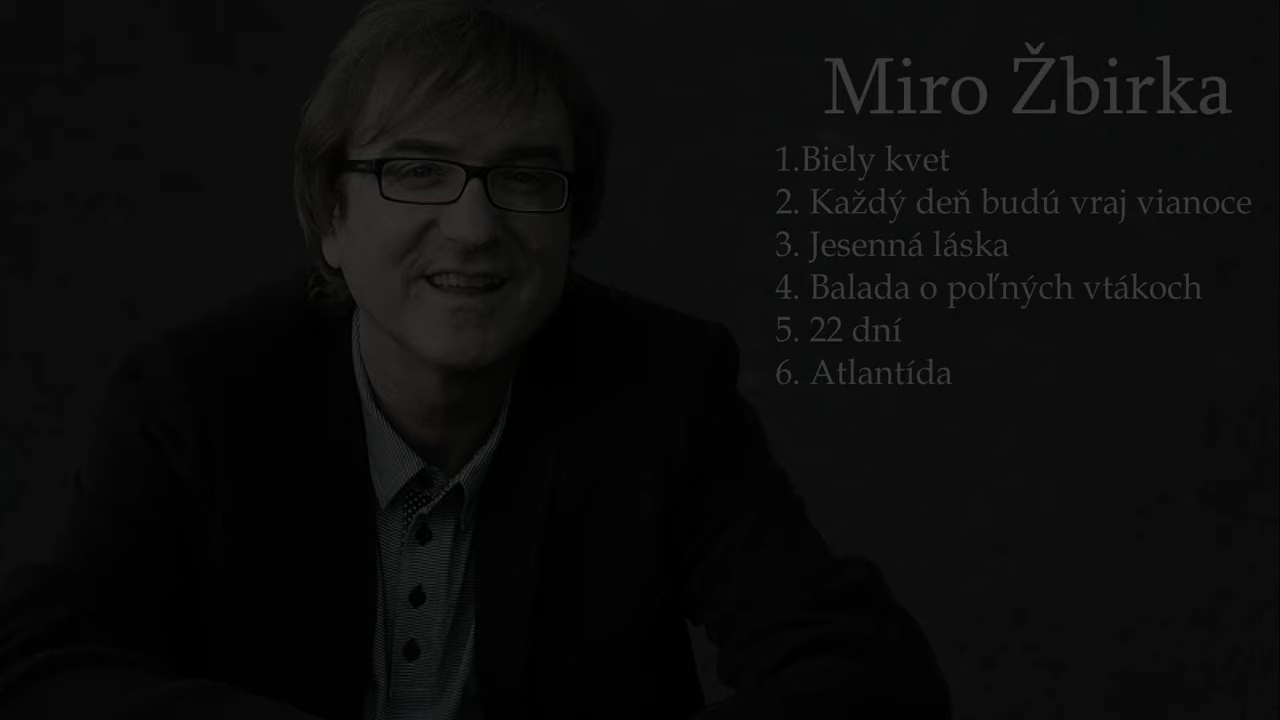 Miro Žbirka
1.Biely kvet
2. Každý deň budú vraj vianoce
3. Jesenná láska
4. Balada o poľných vtákoch
5. 22 dní
6. Atlantída